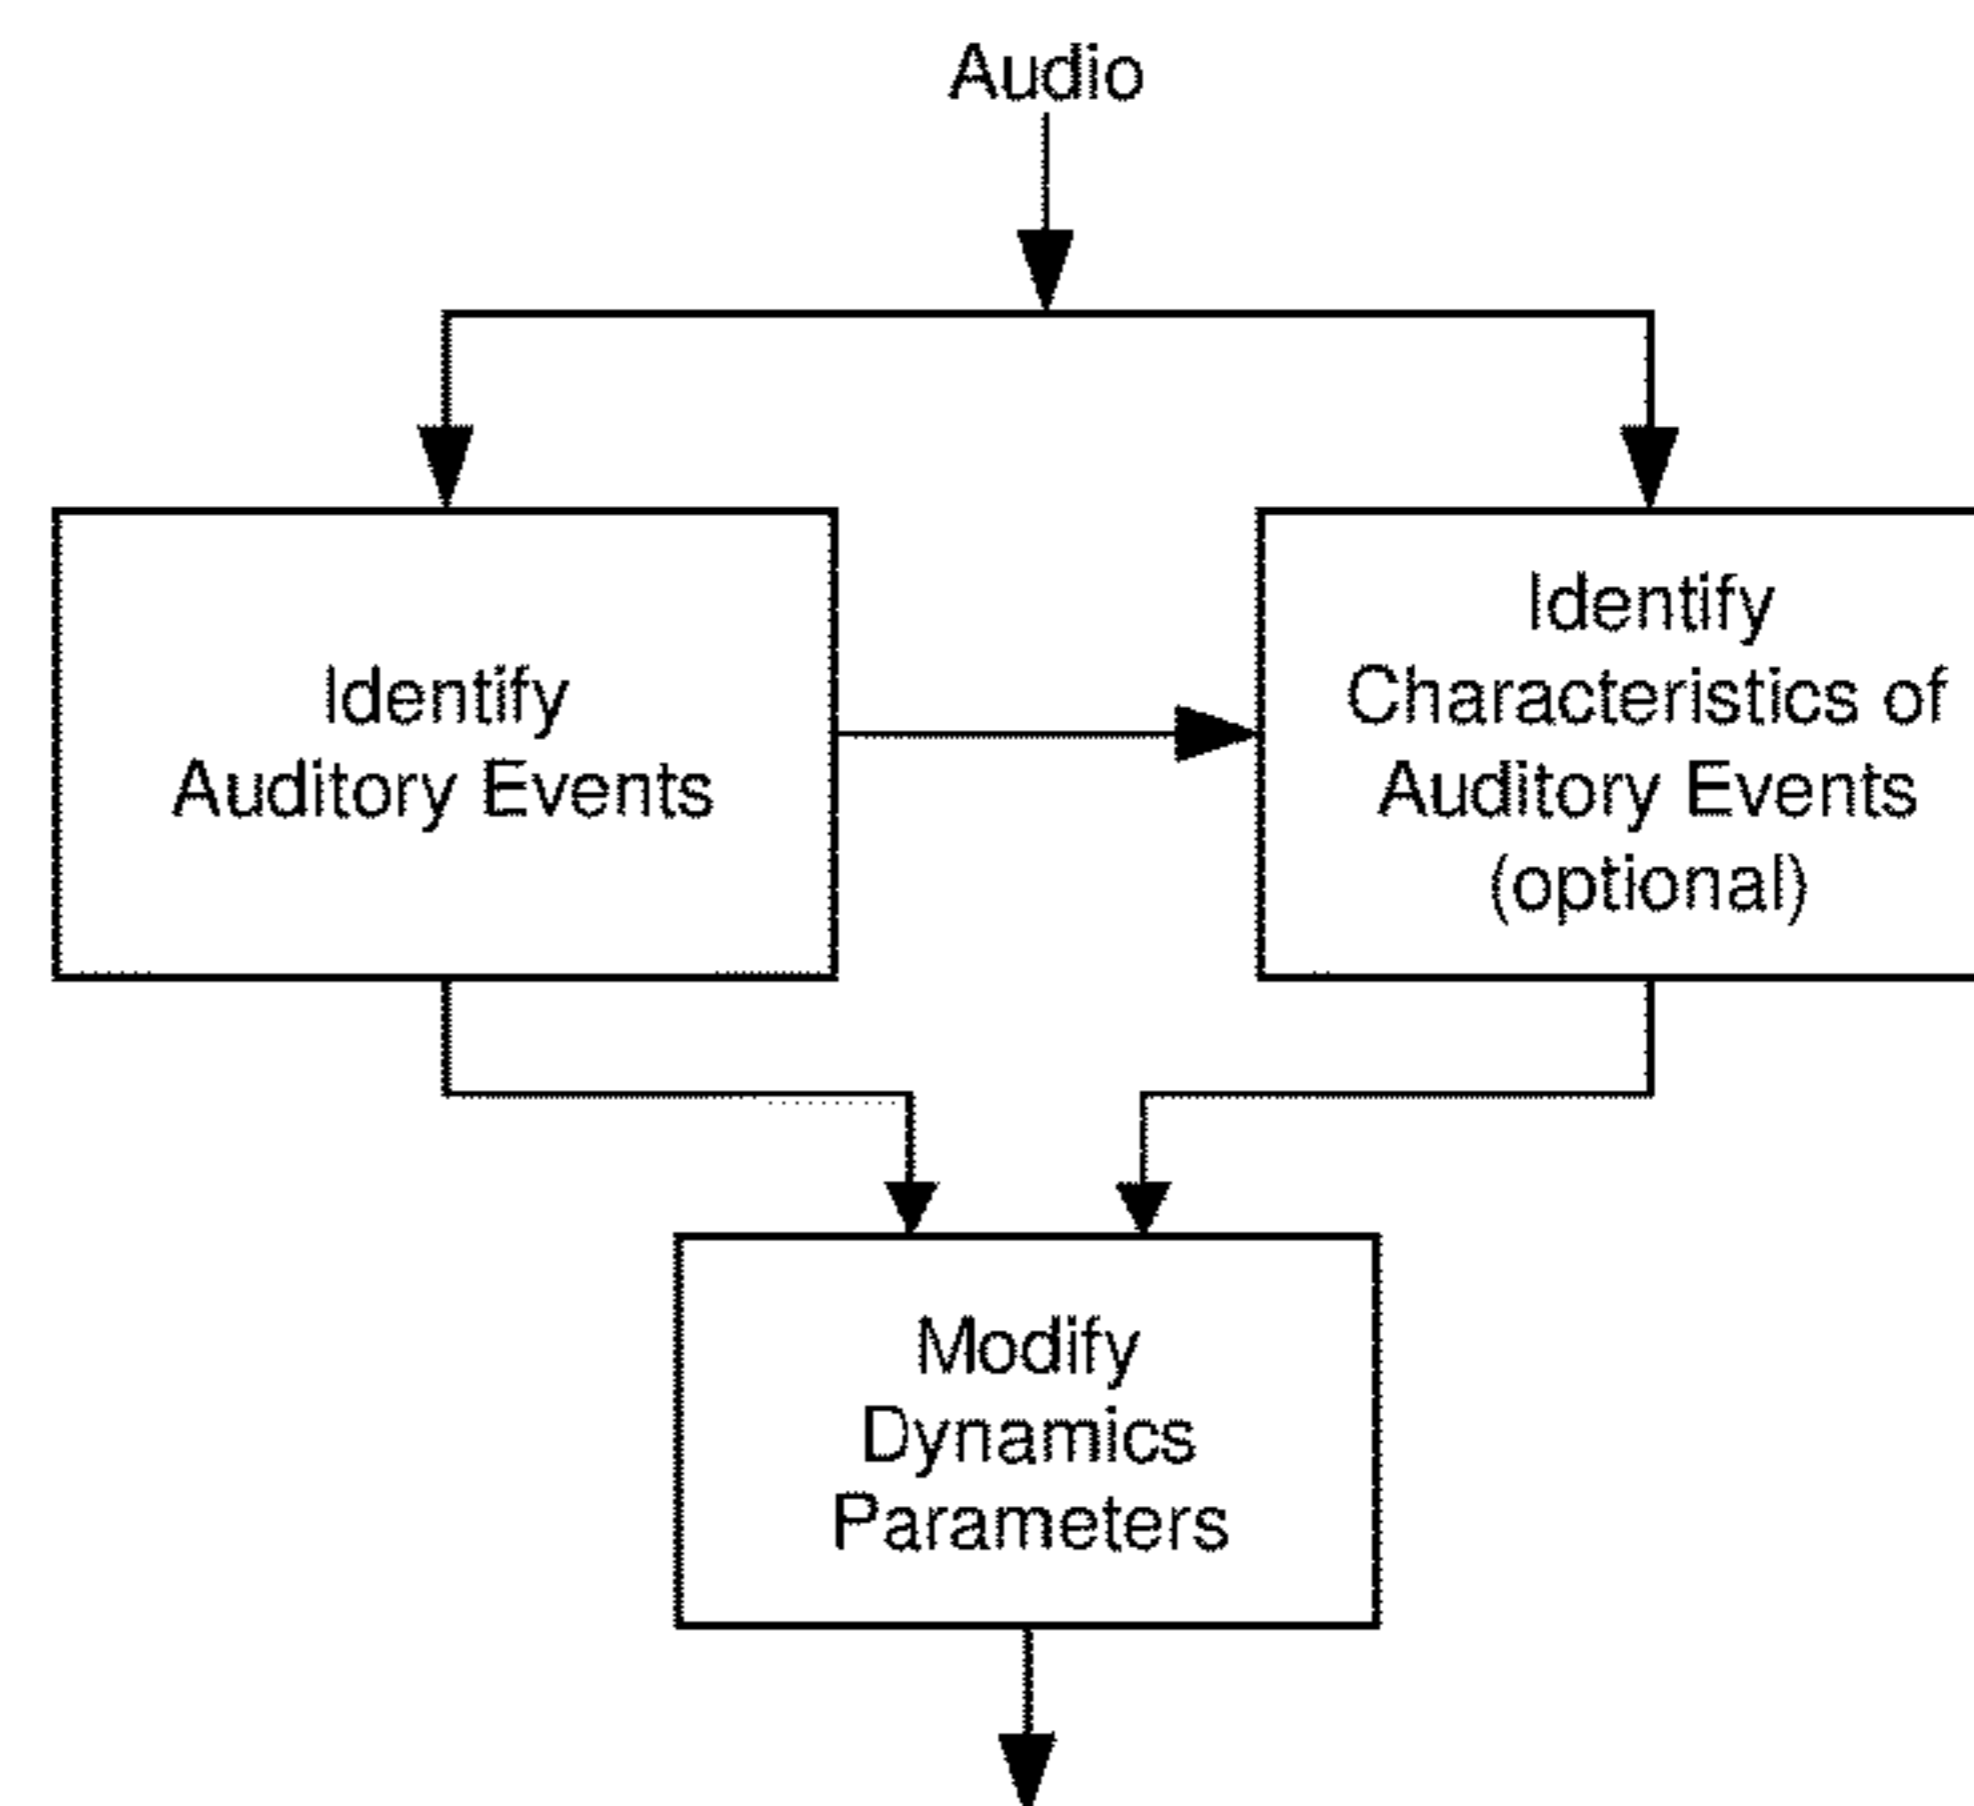 Audio
Identify
Auditory Events
Identify
Characteristics of
Auditory Events
(optional)
Modify
Dynamics
Parameters